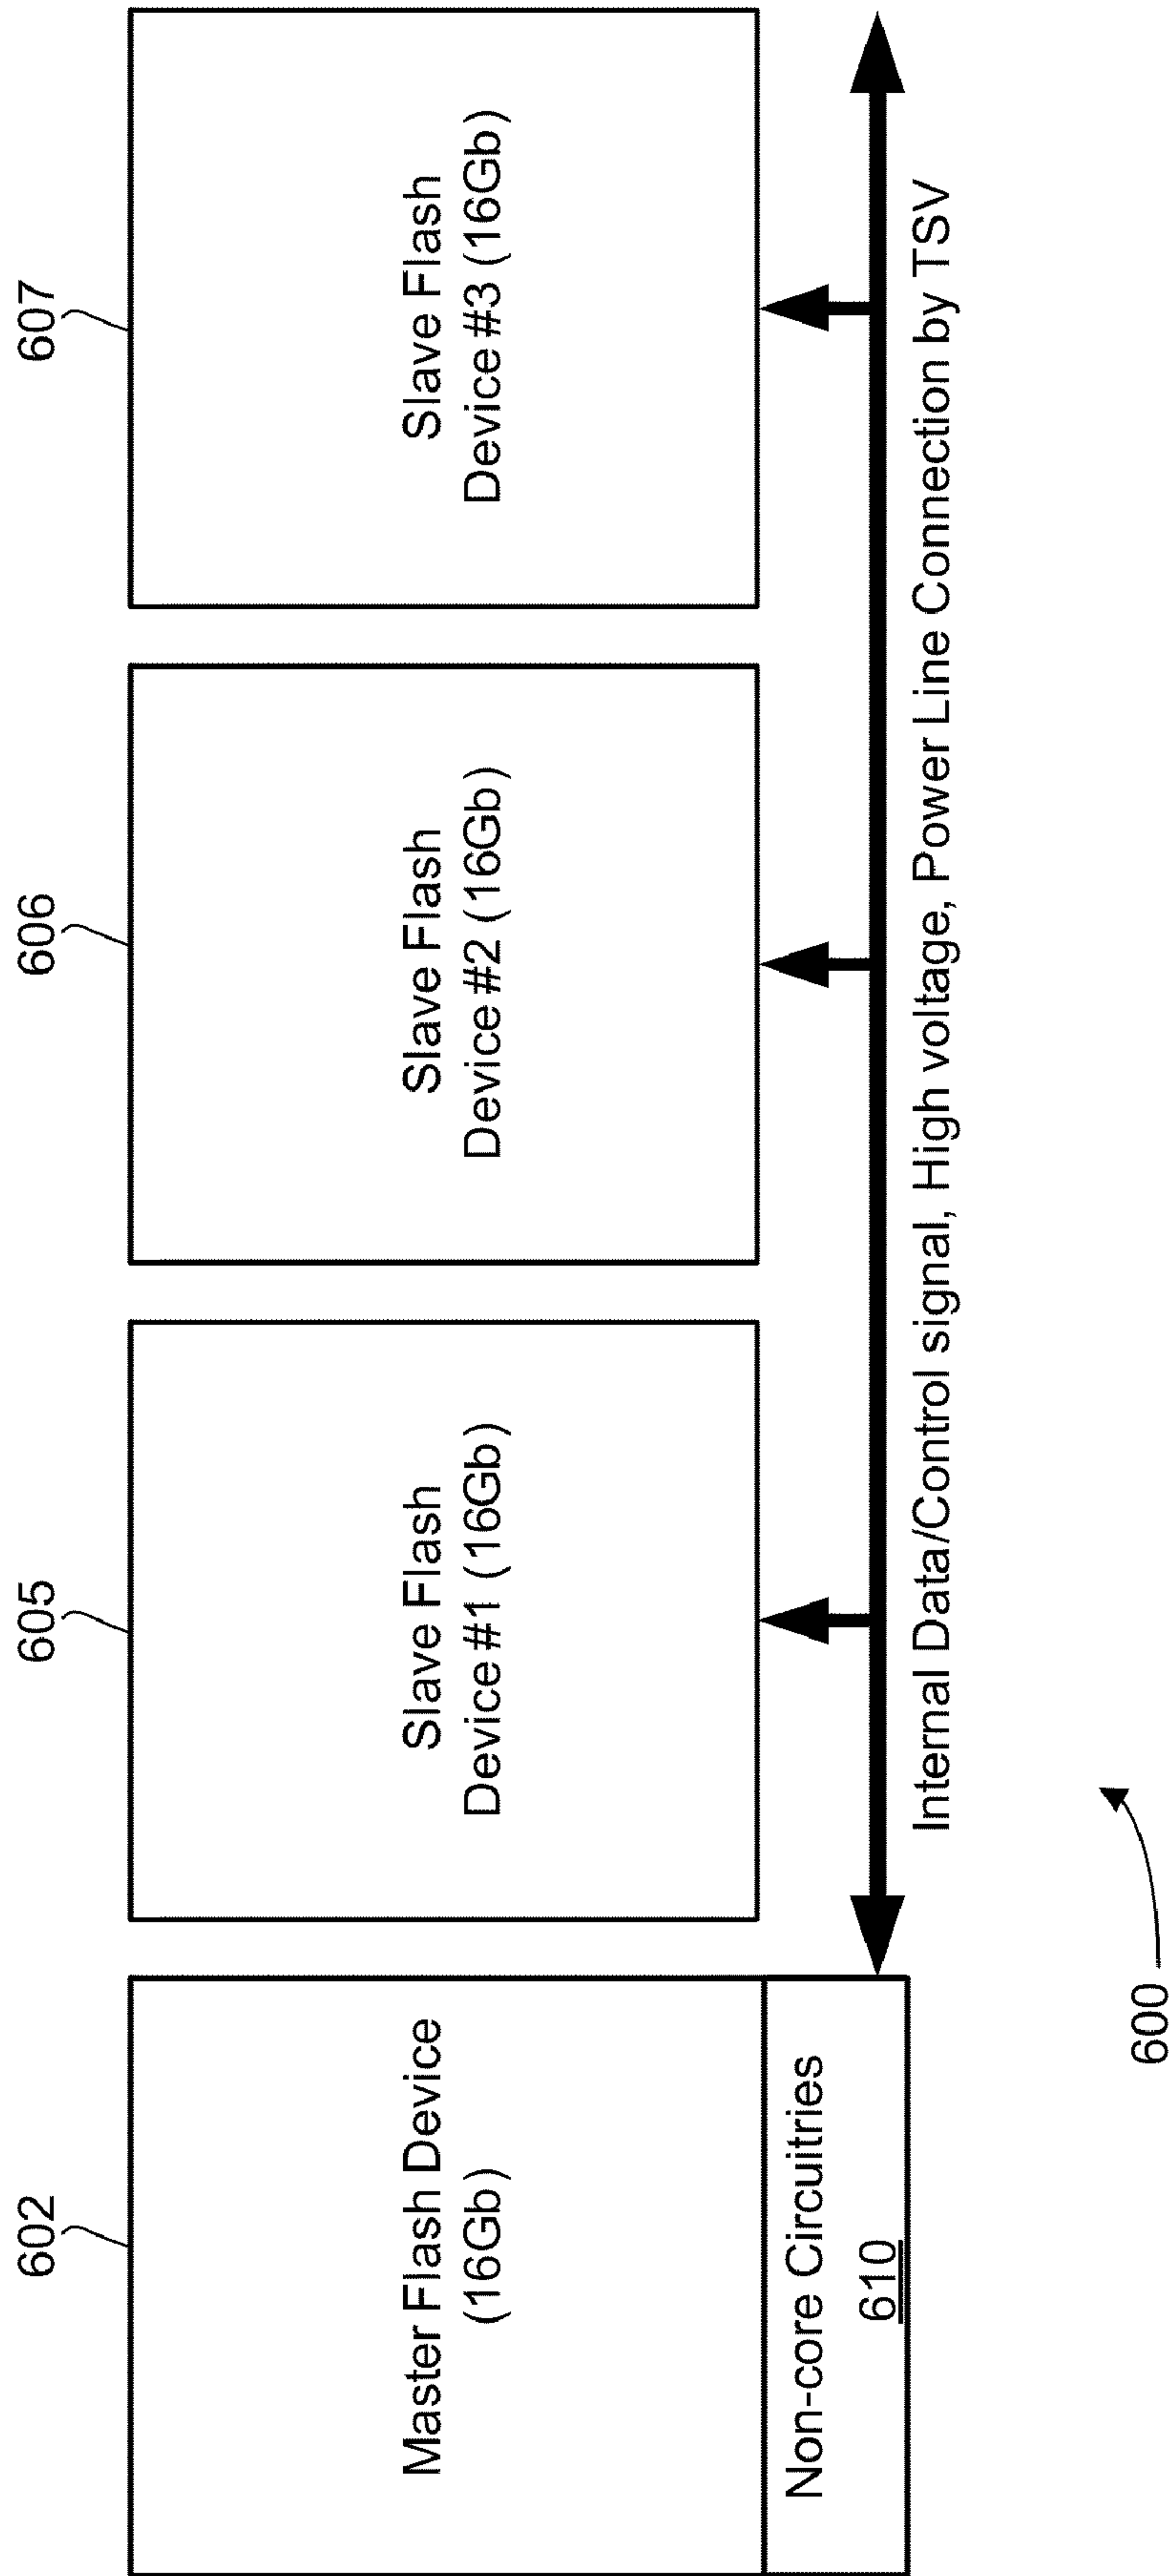 602
605
606
607
Master Flash Device
(16Gb)
Slave Flash
Device #1 (16Gb)
Slave Flash
Device #2 (16Gb)
Slave Flash
Device #3 (16Gb)
Non-core Circuitries
610
Internal Data/Control signal, High voltage, Power Line Connection by TSV
600